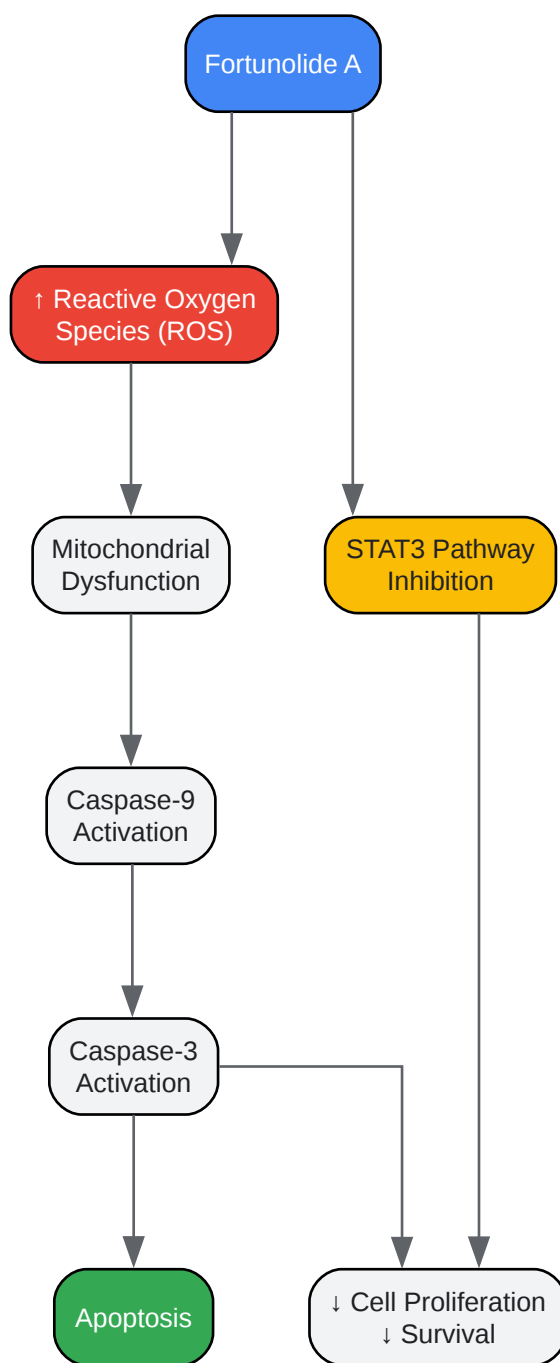 Fortunolide A
↑ Reactive Oxygen
Species (ROS)
Mitochondrial
Dysfunction
STAT3 Pathway
Inhibition
Caspase-9
Activation
Caspase-3
Activation
Apoptosis
↓ Cell Proliferation
↓ Survival